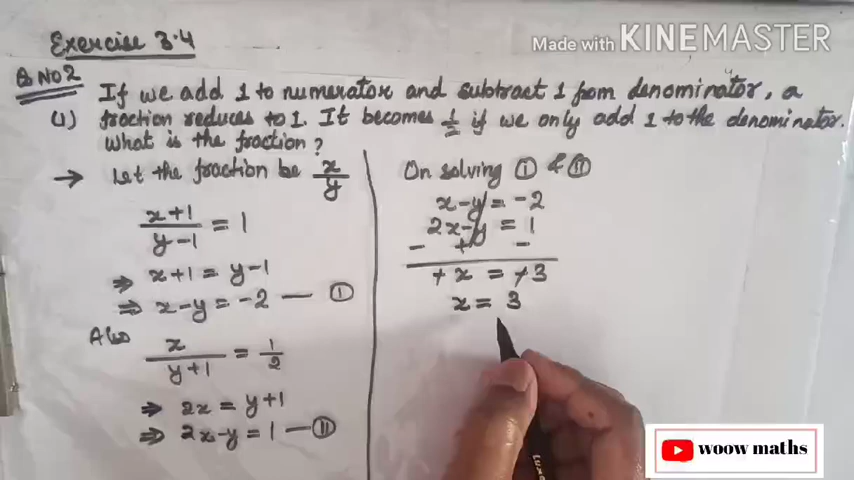 Exercise 3.4
Made with KINEMASTER
Q NO 2 If we add 1 to numerator and subtract 1 from denominator, a
(1) fraction reduces to 1. It becomes 1/2 if we only add 1 to the denominator.
What is the fraction?
→ Let the fraction be x/y
x+1/y-1 = 1
⇒ x+1 = y-1
⇒ x-y = -2 — I
Also
x/y+1 = 1/2
⇒ 2x = y+1
⇒ 2x-y = 1 — II
On solving I & II
x-y = -2
2x-y = 1
- + -
+x = +3
x = 3
woow maths